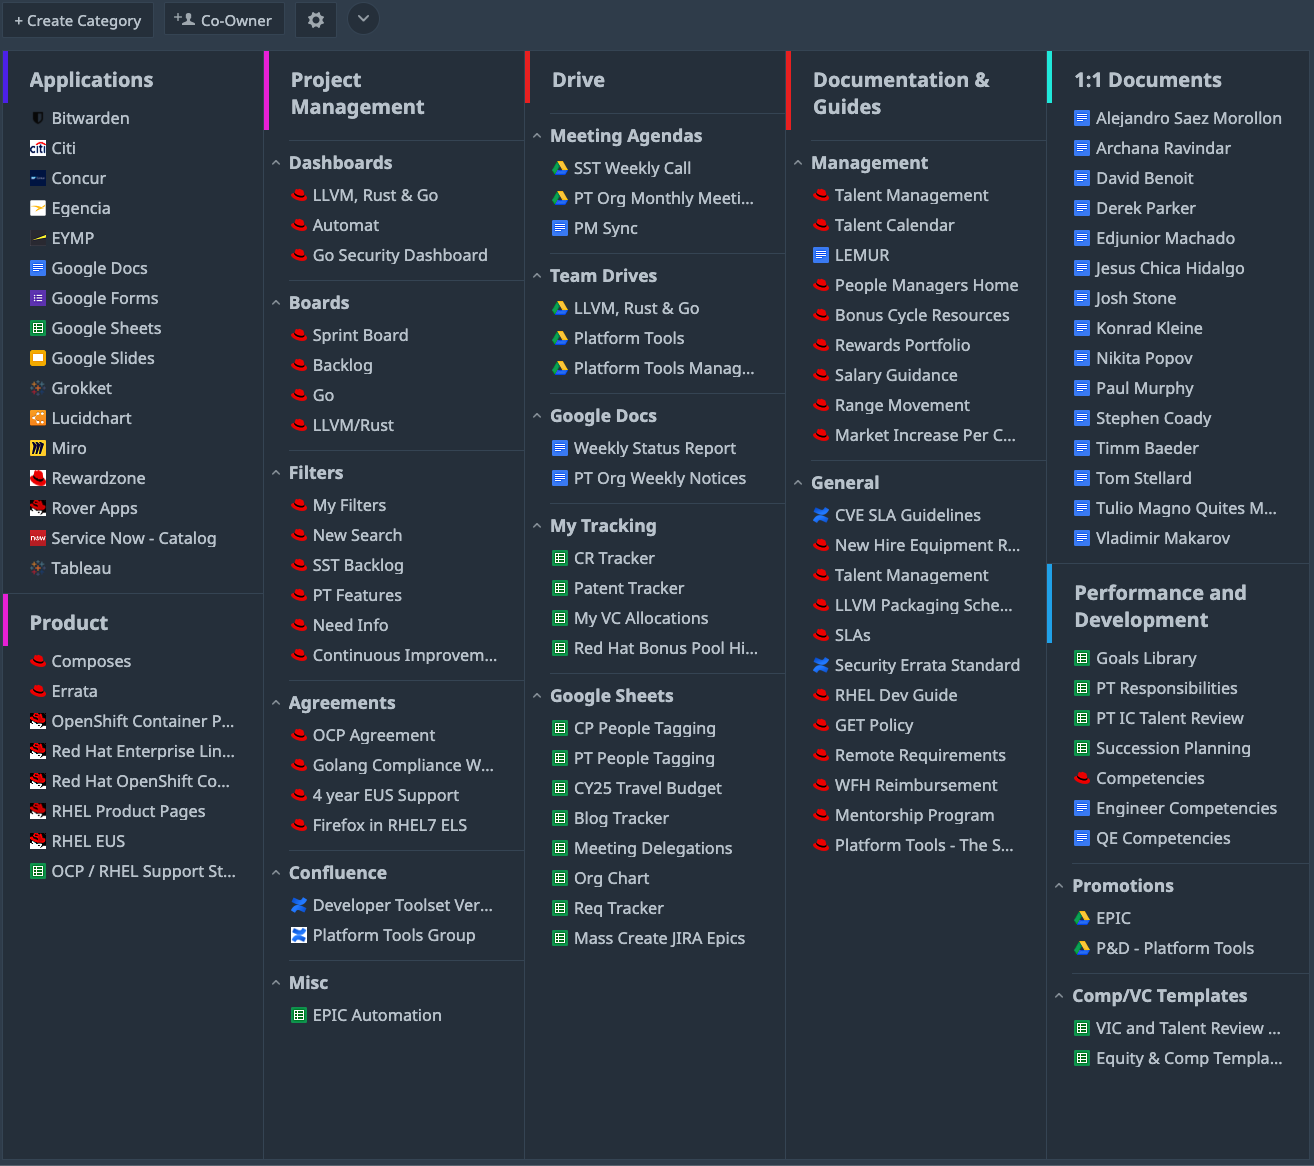 + Create Category
Co-Owner
Applications
Bitwarden
Citi
Concur
Egencia
EYMP
Google Docs
Google Forms
Google Sheets
Google Slides
Grokket
Lucidchart
Miro
Rewardzone
Rover Apps
Service Now - Catalog
Tableau
Product
Composes
Errata
OpenShift Container P...
Red Hat Enterprise Lin...
Red Hat OpenShift Co...
RHEL Product Pages
RHEL EUS
OCP / RHEL Support St...
Project
Management
Dashboards
LLVM, Rust & Go
Automat
Go Security Dashboard
Boards
Sprint Board
Backlog
Go
LLVM/Rust
Filters
My Filters
New Search
SST Backlog
PT Features
Need Info
Continuous Improvem...
Agreements
OCP Agreement
Golang Compliance W...
4 year EUS Support
Firefox in RHEL7 ELS
Confluence
Developer Toolset Ver...
Platform Tools Group
Misc
EPIC Automation
Drive
Meeting Agendas
SST Weekly Call
PT Org Monthly Meeti...
PM Sync
Team Drives
LLVM, Rust & Go
Platform Tools
Platform Tools Manag...
Google Docs
Weekly Status Report
PT Org Weekly Notices
My Tracking
CR Tracker
Patent Tracker
My VC Allocations
Red Hat Bonus Pool Hi...
Google Sheets
CP People Tagging
PT People Tagging
CY25 Travel Budget
Blog Tracker
Meeting Delegations
Org Chart
Req Tracker
Mass Create JIRA Epics
Documentation &
Guides
Management
Talent Management
Talent Calendar
LEMUR
People Managers Home
Bonus Cycle Resources
Rewards Portfolio
Salary Guidance
Range Movement
Market Increase Per C...
General
CVE SLA Guidelines
New Hire Equipment R...
Talent Management
LLVM Packaging Sche...
SLAs
Security Errata Standard
RHEL Dev Guide
GET Policy
Remote Requirements
WFH Reimbursement
Mentorship Program
Platform Tools - The S...
1:1 Documents
Alejandro Saez Morollon
Archana Ravindar
David Benoit
Derek Parker
Edjunior Machado
Jesus Chica Hidalgo
Josh Stone
Konrad Kleine
Nikita Popov
Paul Murphy
Stephen Coady
Timm Baeder
Tom Stellard
Tulio Magno Quites M...
Vladimir Makarov
Performance and
Development
Goals Library
PT Responsibilities
PT IC Talent Review
Succession Planning
Competencies
Engineer Competencies
QE Competencies
Promotions
EPIC
P&D - Platform Tools
Comp/VC Templates
VIC and Talent Review ...
Equity & Comp Templa...